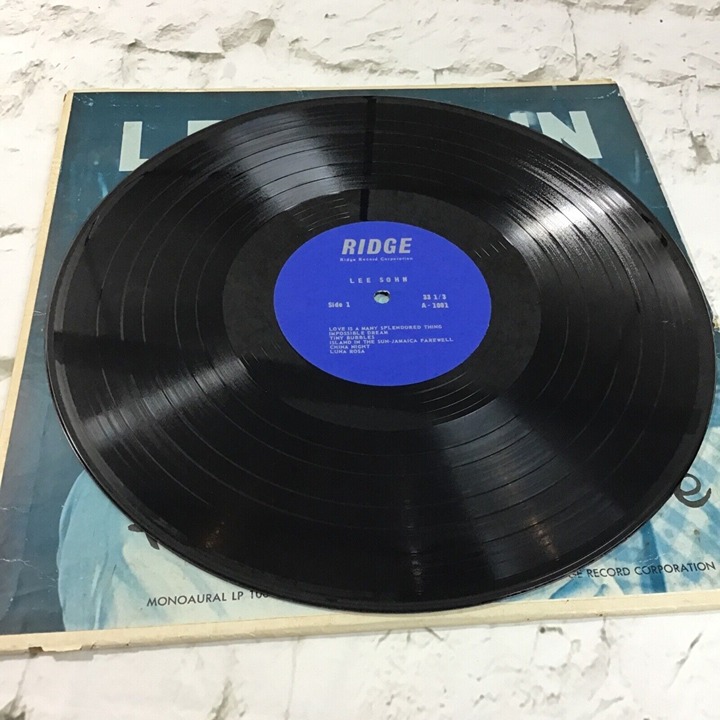 RIDGE
Ridge Record Corporation
LEE SOHN
Side 1
33 1/3
A-1001
LOVE IS A MANY SPLENDORED THING
IMPOSSIBLE DREAM
TINY BUBBLES
ISLAND IN THE SUN-JAMAICA FAREWELL
CHINA NIGHT
LUNA ROSA
MONOAURAL LP
RECORD CORPORATION